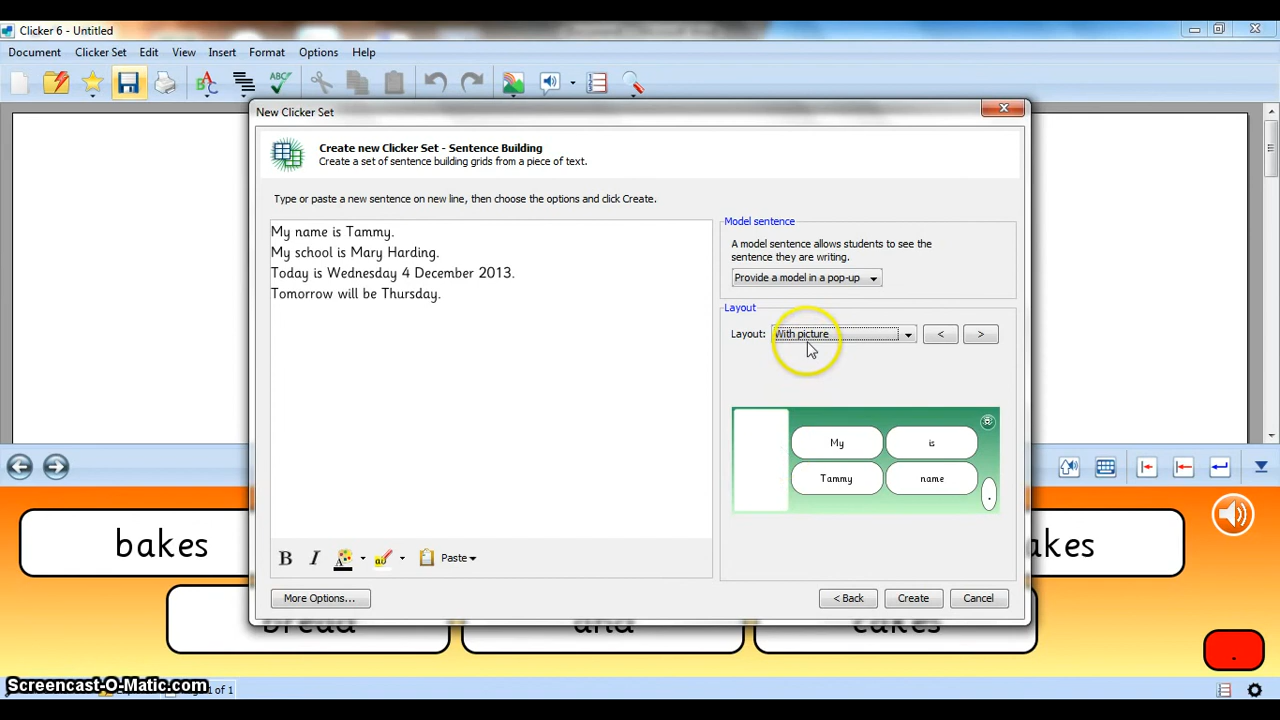 Clicker 6 - Untitled
Document Clicker Set Edit View Insert Format Options Help
New Clicker Set
Create new Clicker Set - Sentence Building
Create a set of sentence building grids from a piece of text.
Type or paste a new sentence on new line, then choose the options and click Create.
My name is Tammy.
My school is Mary Harding.
Today is Wednesday 4 December 2013.
Tomorrow will be Thursday.
Model sentence
A model sentence allows students to see the
sentence they are writing.
Provide a model in a pop-up
Layout
Layout: With picture < >
My is
Tammy name
.
B I Paste
More Options... < Back Create Cancel
bakes akes
bread and cakes
.
Screencast-O-Matic.com of 1